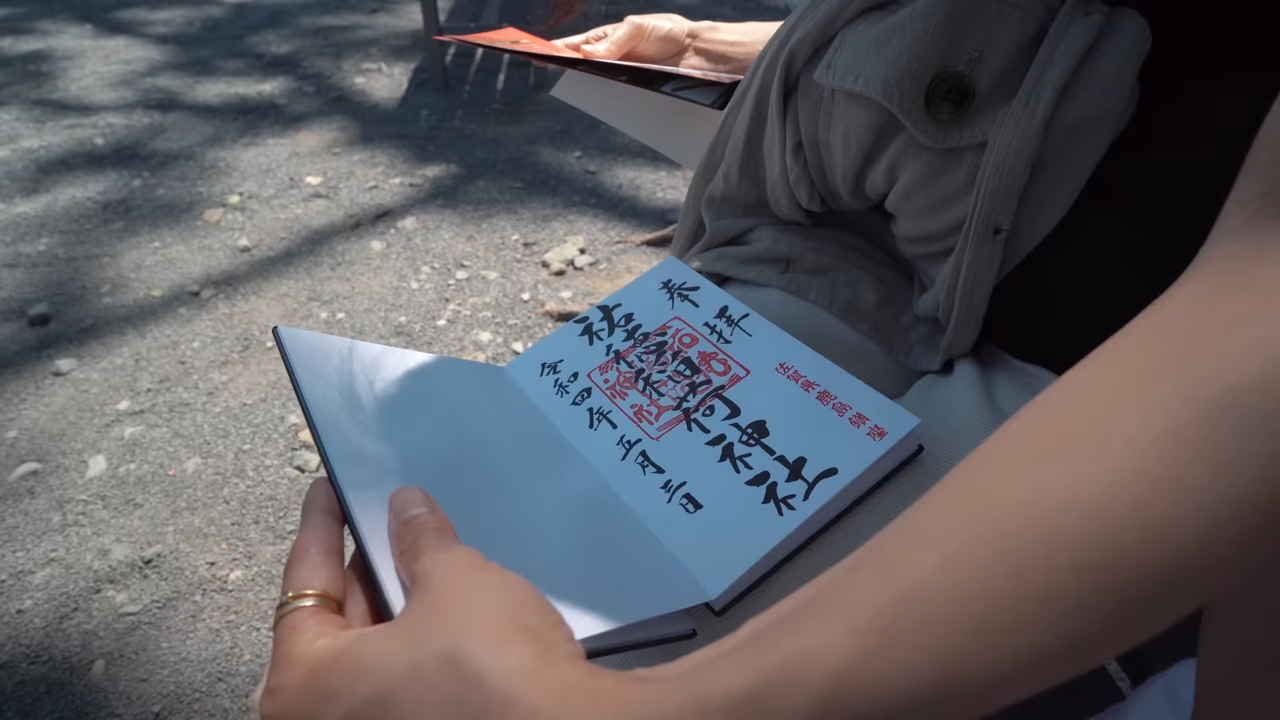 佐賀県鹿島鎮座
奉拝
祐徳稲荷神社
令和四年五月三日